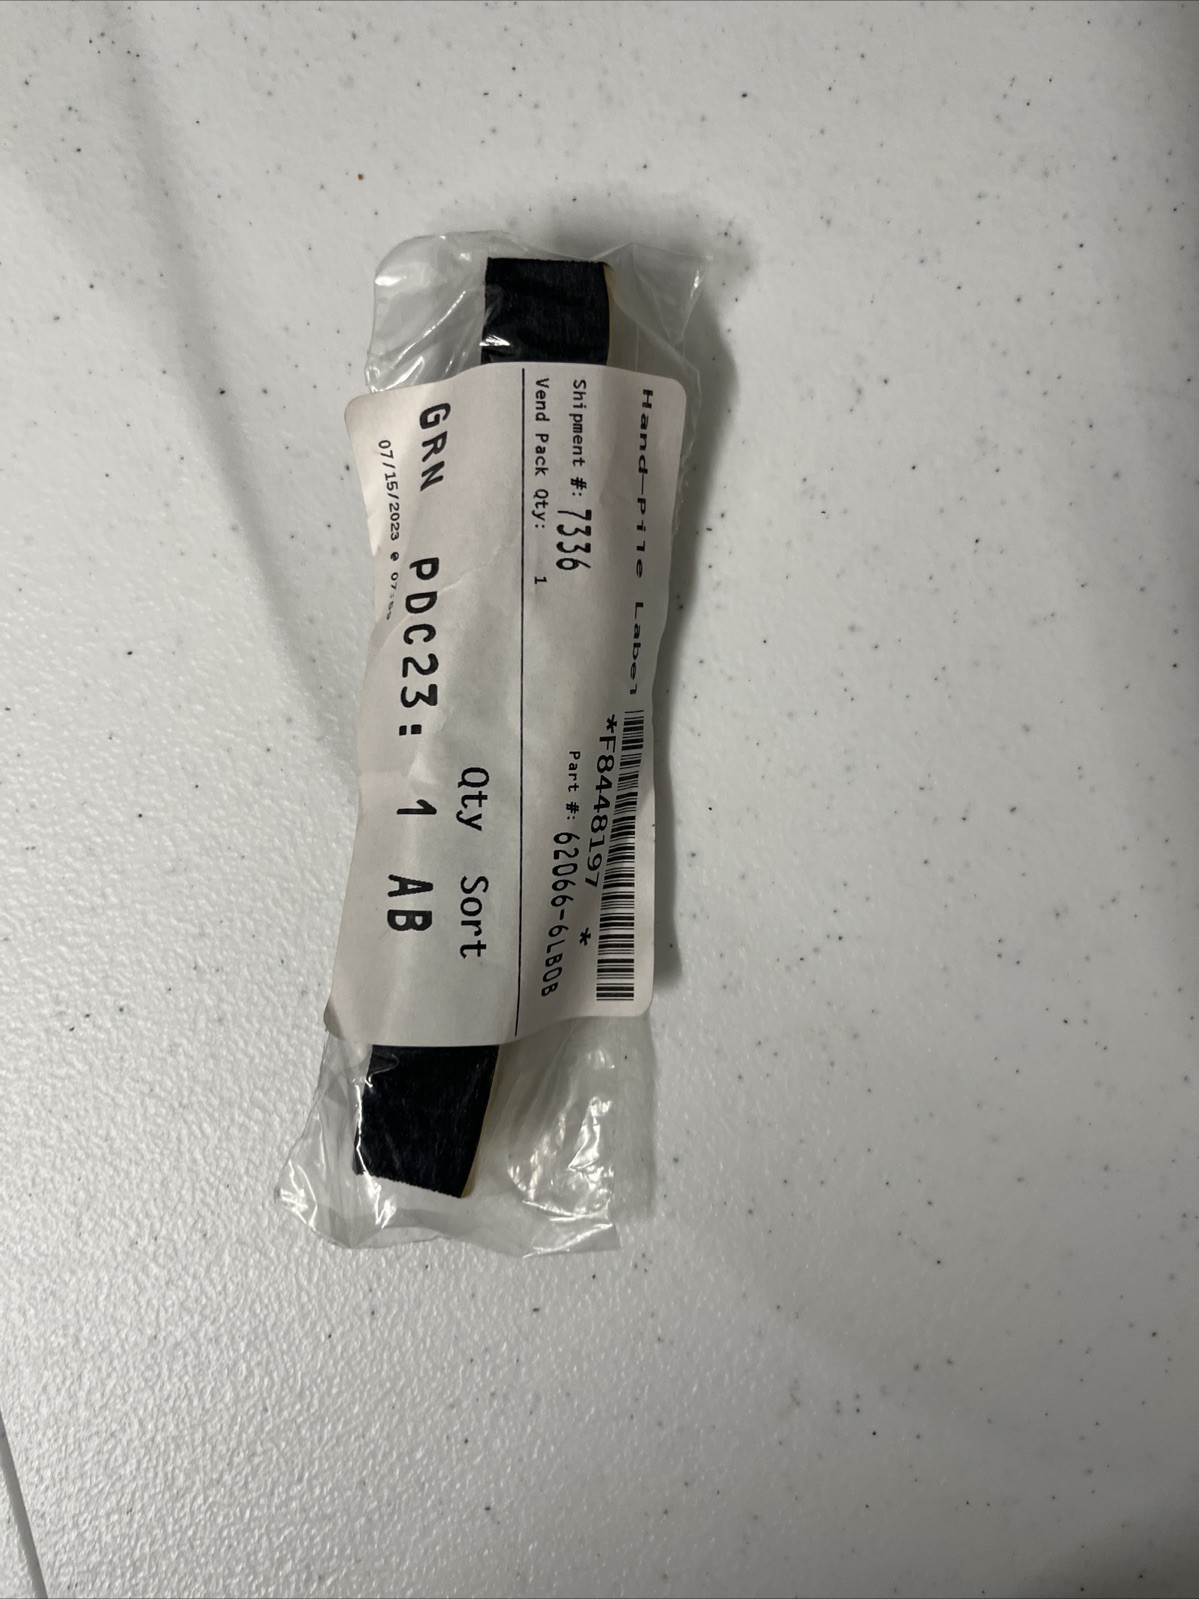 Hand-pile Label
*F8448197 *
Shipment #: 7336
Part #: 62066-6LB0B
Vend Pack Qty: 1
Qty Sort
GRN PDC23: 1 AB
07/15/2023 @